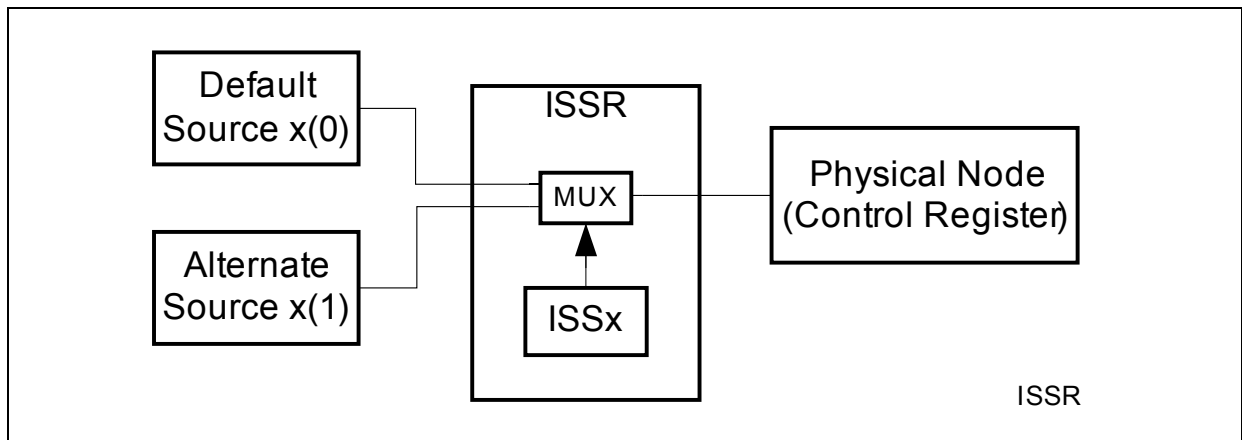 Default
Source x(0)
Alternate
Source x(1)
ISSR
MUX
ISSx
Physical Node
(Control Register)
ISSR